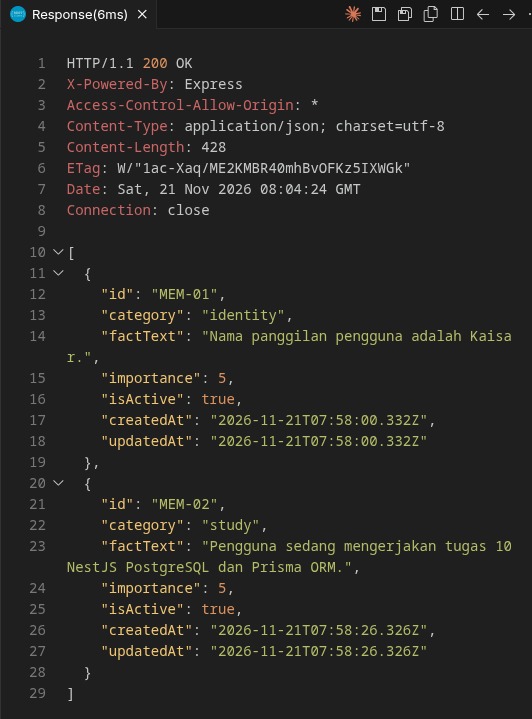 Response(6ms)
1 HTTP/1.1 200 OK
2 X-Powered-By: Express
3 Access-Control-Allow-Origin: *
4 Content-Type: application/json; charset=utf-8
5 Content-Length: 428
6 ETag: W/"1ac-Xaq/ME2KMBR40mhBvOFKz5IXWGk"
7 Date: Sat, 21 Nov 2026 08:04:24 GMT
8 Connection: close
9
10 [
11 {
12 "id": "MEM-01",
13 "category": "identity",
14 "factText": "Nama panggilan pengguna adalah Kaisa
r.",
15 "importance": 5,
16 "isActive": true,
17 "createdAt": "2026-11-21T07:58:00.332Z",
18 "updatedAt": "2026-11-21T07:58:00.332Z"
19 },
20 {
21 "id": "MEM-02",
22 "category": "study",
23 "factText": "Pengguna sedang mengerjakan tugas 10
NestJS PostgreSQL dan Prisma ORM.",
24 "importance": 5,
25 "isActive": true,
26 "createdAt": "2026-11-21T07:58:26.326Z",
27 "updatedAt": "2026-11-21T07:58:26.326Z"
28 }
29 ]